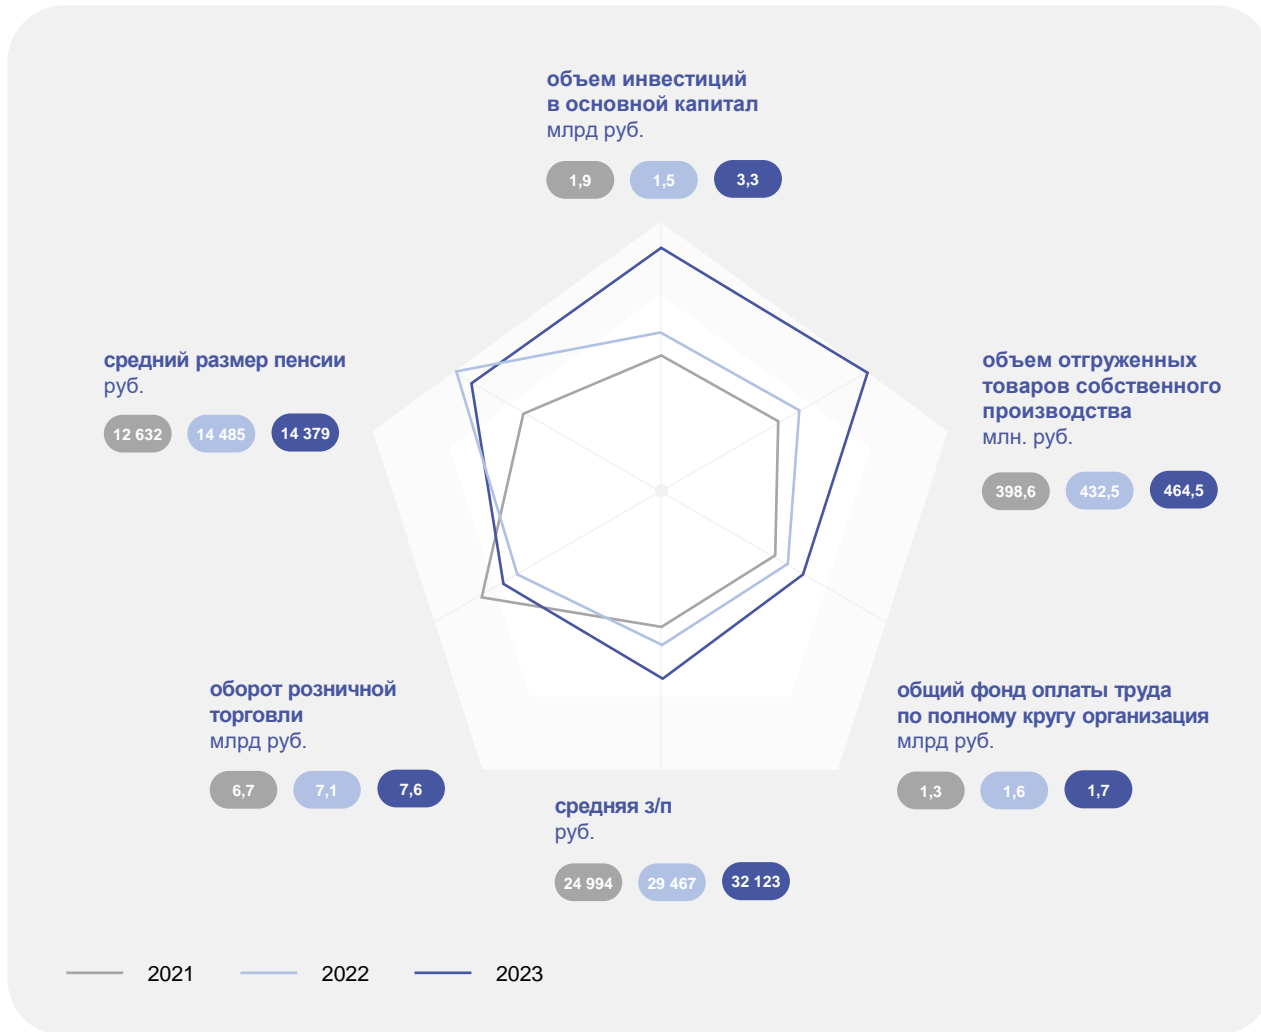 объем инвестиций
в основной капитал
млрд руб.
1,9 1,5 3,3
средний размер пенсии
руб.
12 632 14 485 14 379
объем отгруженных
товаров собственного
производства
млн. руб.
398,6 432,5 464,5
оборот розничной
торговли
млрд руб.
6,7 7,1 7,6
общий фонд оплаты труда
по полному кругу организация
млрд руб.
1,3 1,6 1,7
средняя з/п
руб.
24 994 29 467 32 123
2021 2022 2023